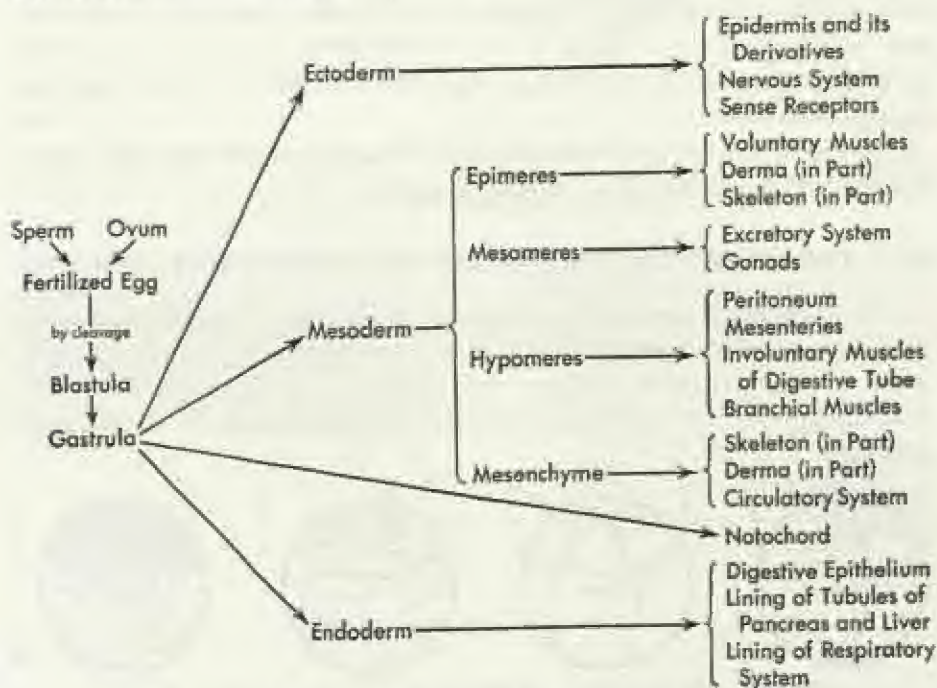 Sperm Ovum
Fertilized Egg
by cleavage
Blastula
Gastrula
Ectoderm
Epidermis and its
Derivatives
Nervous System
Sense Receptors
Mesoderm
Epimeres
Voluntary Muscles
Derma (in Part)
Skeleton (in Part)
Mesomeres
Excretory System
Gonads
Hypomeres
Peritoneum
Mesenteries
Involuntary Muscles
of Digestive Tube
Branchial Muscles
Mesenchyme
Skeleton (in Part)
Derma (in Part)
Circulatory System
Notochord
Endoderm
Digestive Epithelium
Lining of Tubules of
Pancreas and Liver
Lining of Respiratory
System